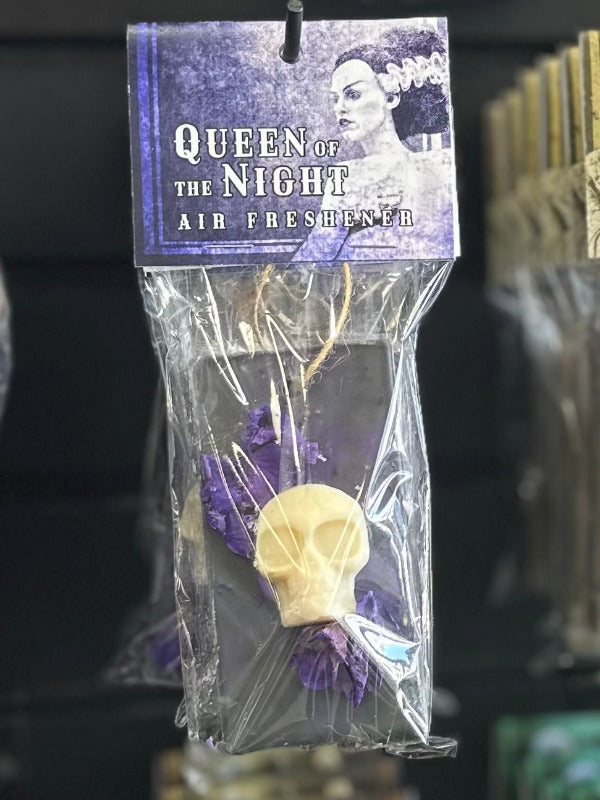 QUEEN OF
THE NIGHT
AIR FRESHENER